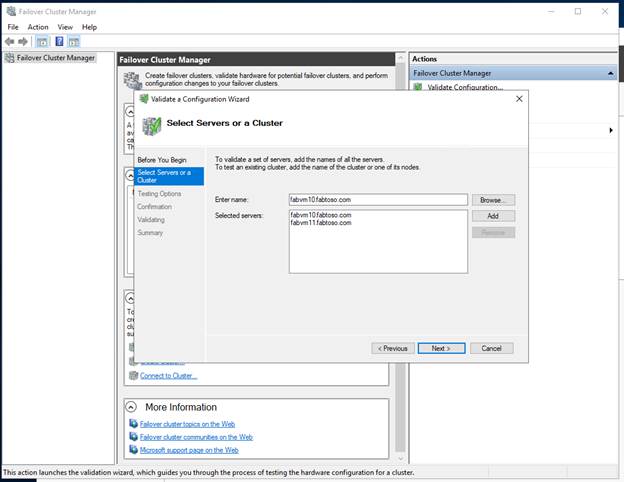 Failover Cluster Manager
File Action View Help
Failover Cluster Manager
Failover Cluster Manager
Create failover clusters, validate hardware for potential failover clusters, and perform
configuration changes to your failover clusters.
Actions
Failover Cluster Manager
Validate Configuration...
Validate a Configuration Wizard
Select Servers or a Cluster
Before You Begin
Select Servers or a
Cluster
Testing Options
Confirmation
Validating
Summary
To validate a set of servers, add the names of all the servers.
To test an existing cluster, add the name of the cluster or one of its nodes.
Enter name:
fabvm10.fabtoso.com
Browse...
Selected servers:
fabvm10.fabtoso.com
fabvm11.fabtoso.com
Add
Remove
< Previous
Next >
Cancel
Connect to Cluster...
More Information
Failover cluster topics on the Web
Failover cluster communities on the Web
Microsoft support page on the Web
This action launches the validation wizard, which guides you through the process of testing the hardware configuration for a cluster.